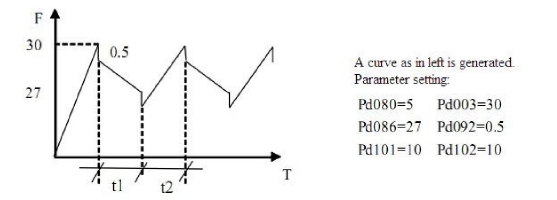 F
30
0.5
27
T
t1
t2
A curve as in left is generated.
Parameter setting:
Pd080=5 Pd003=30
Pd086=27 Pd092=0.5
Pd101=10 Pd102=10